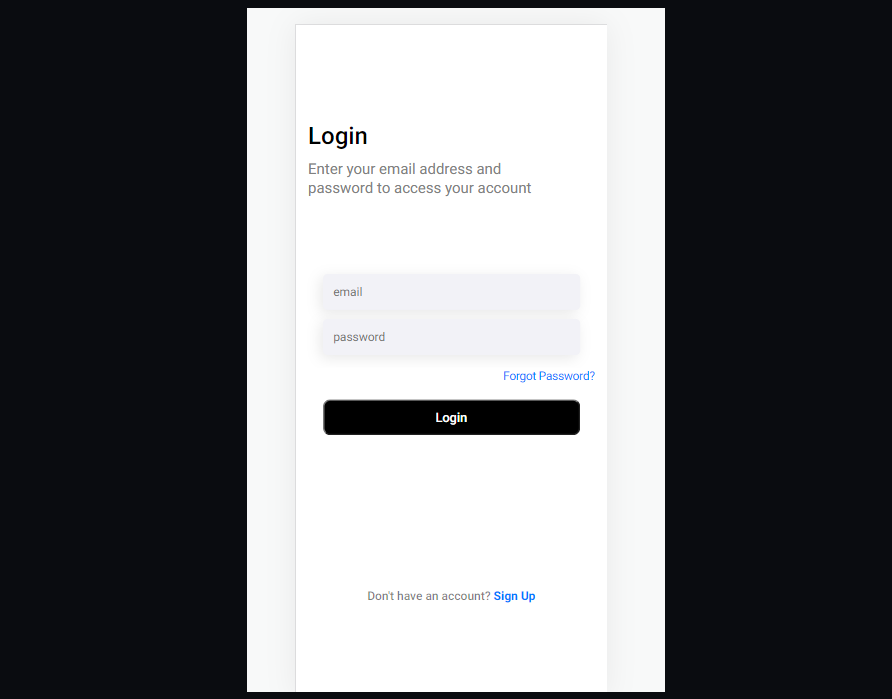 Login
Enter your email address and
password to access your account
email
password
Forgot Password?
Login
Don't have an account? Sign Up